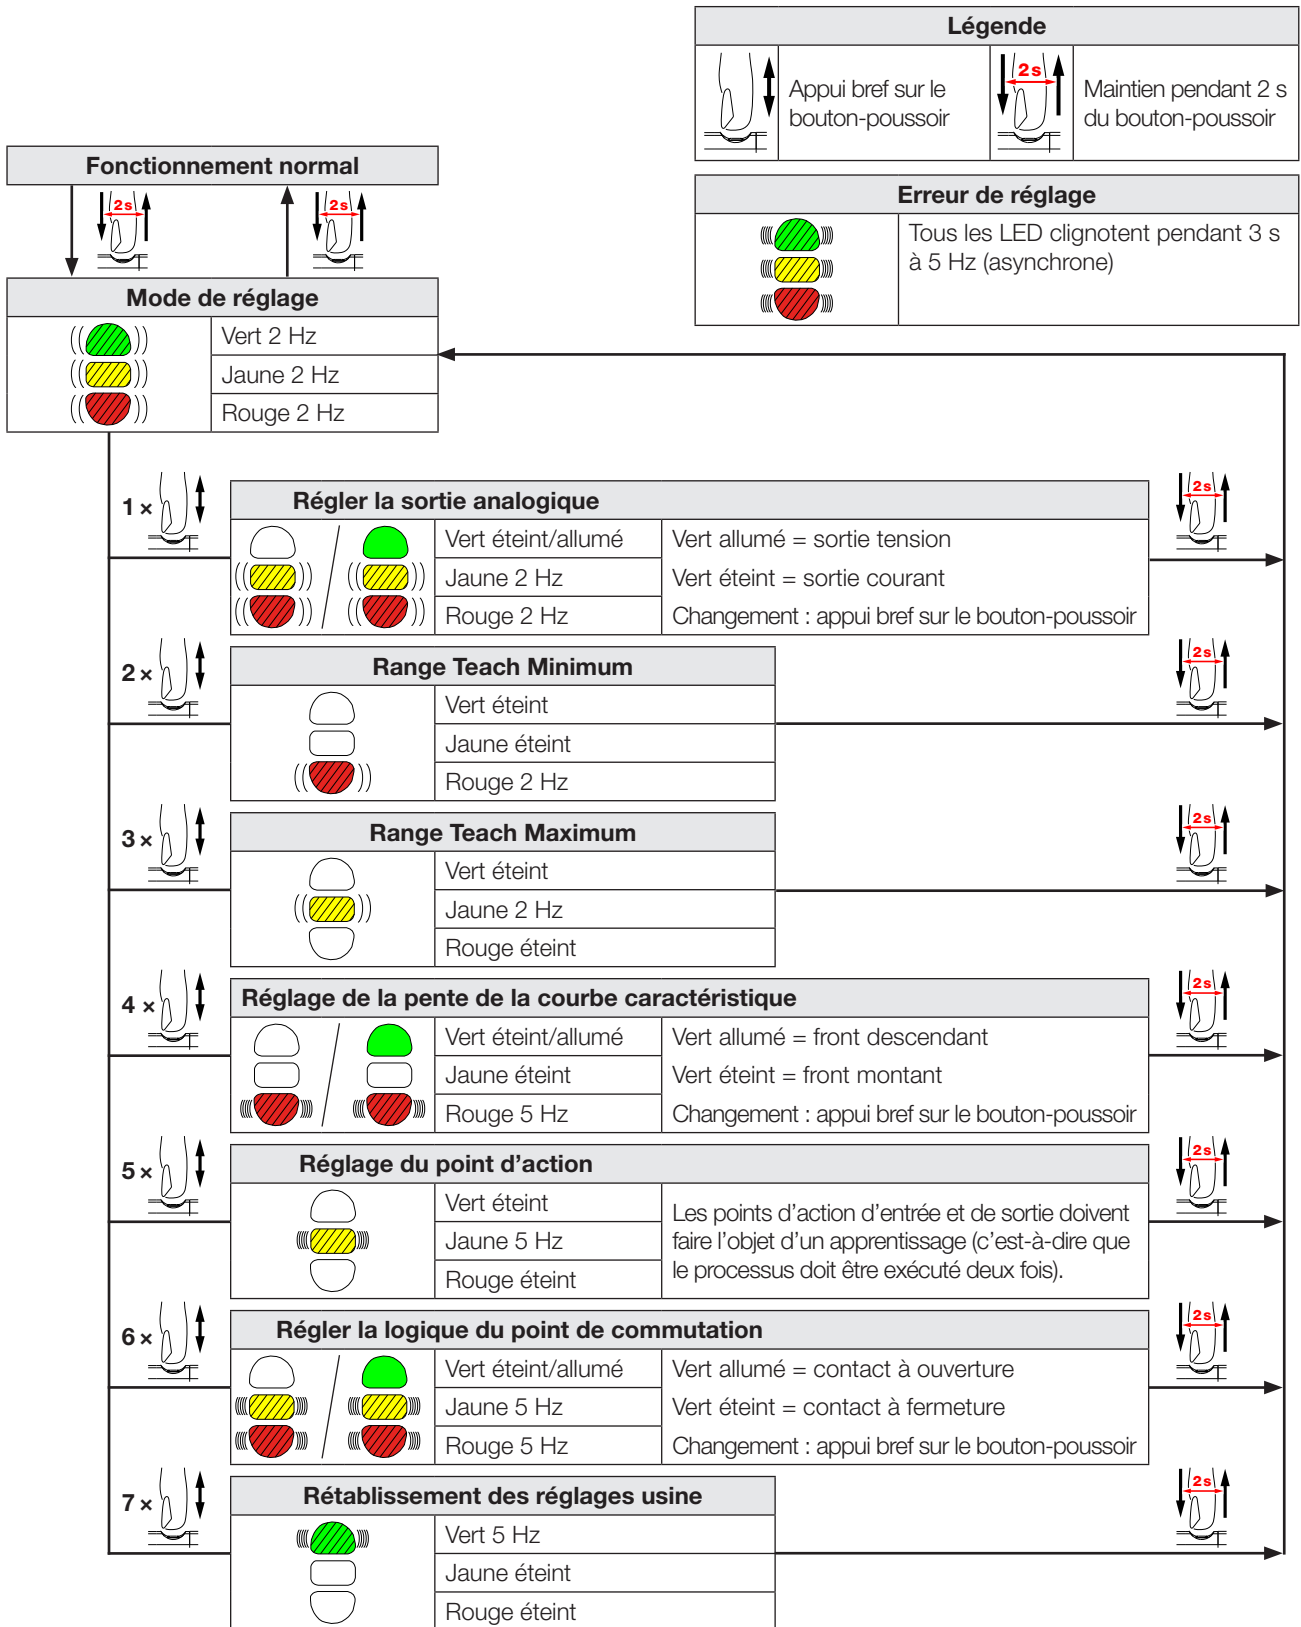 Légende
2s
Appui bref sur le
bouton-poussoir
Maintien pendant 2 s
du bouton-poussoir
Fonctionnement normal
2s
2s
Erreur de réglage
Tous les LED clignotent pendant 3 s
à 5 Hz (asynchrone)
Mode de réglage
Vert 2 Hz
Jaune 2 Hz
Rouge 2 Hz
1 ×
Régler la sortie analogique
2s
Vert éteint/allumé
Vert allumé = sortie tension
Jaune 2 Hz
Vert éteint = sortie courant
Rouge 2 Hz
Changement : appui bref sur le bouton-poussoir
2 ×
Range Teach Minimum
2s
Vert éteint
Jaune éteint
Rouge 2 Hz
3 ×
Range Teach Maximum
2s
Vert éteint
Jaune 2 Hz
Rouge éteint
4 ×
Réglage de la pente de la courbe caractéristique
2s
Vert éteint/allumé
Vert allumé = front descendant
Jaune éteint
Vert éteint = front montant
Rouge 5 Hz
Changement : appui bref sur le bouton-poussoir
5 ×
Réglage du point d’action
2s
Vert éteint
Jaune 5 Hz
Rouge éteint
Les points d’action d’entrée et de sortie doivent
faire l’objet d’un apprentissage (c’est-à-dire que
le processus doit être exécuté deux fois).
6 ×
Régler la logique du point de commutation
2s
Vert éteint/allumé
Vert allumé = contact à ouverture
Jaune 5 Hz
Vert éteint = contact à fermeture
Rouge 5 Hz
Changement : appui bref sur le bouton-poussoir
7 ×
Rétablissement des réglages usine
2s
Vert 5 Hz
Jaune éteint
Rouge éteint